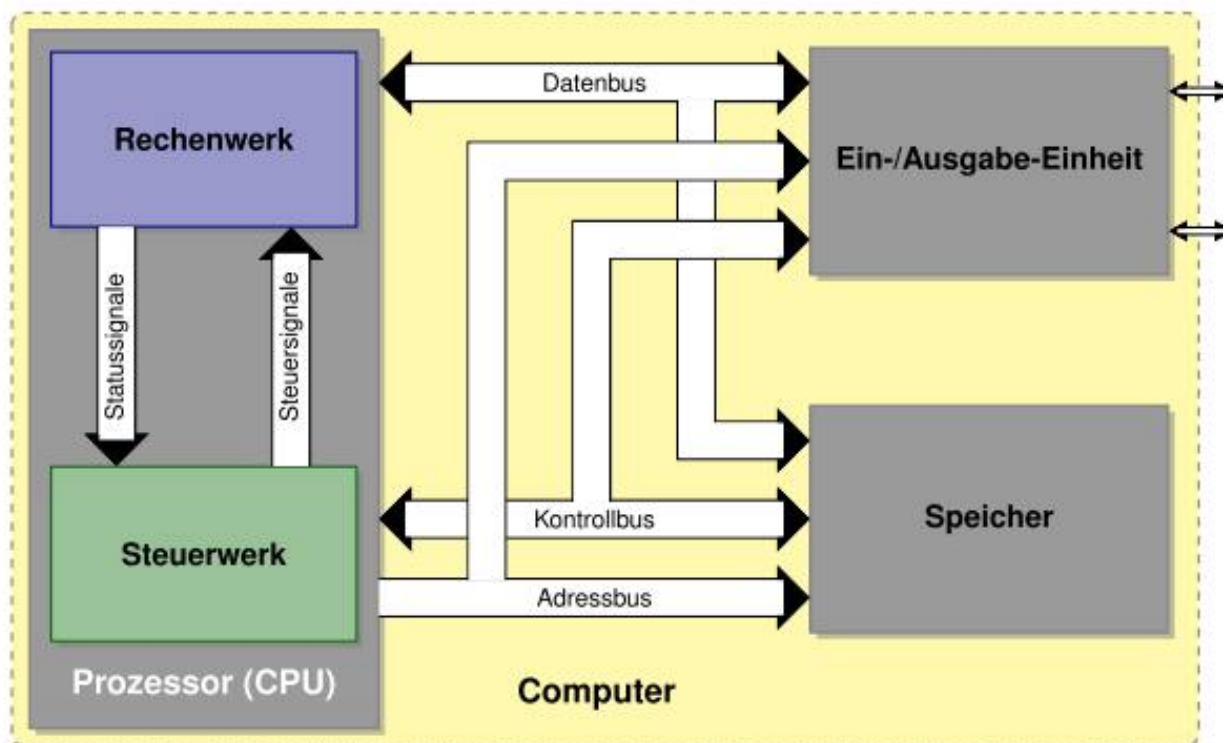 Rechenwerk
Datenbus
Ein-/Ausgabe-Einheit
Statussignale
Steuersignale
Steuerwerk
Kontrollbus
Speicher
Adressbus
Prozessor (CPU)
Computer